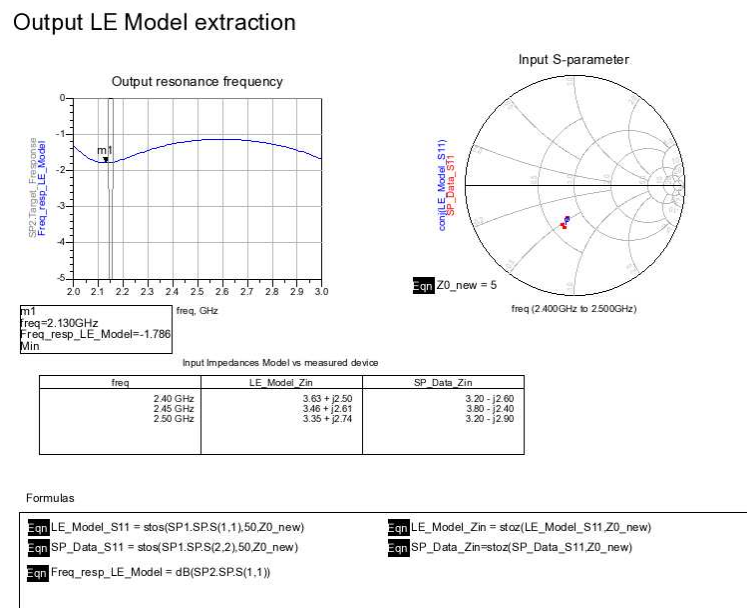 Output LE Model extraction
Output resonance frequency
SP2.Target_Fresponse
Freq_resp_LE_Model
0
-1
-2
-3
-4
-5
m1
2.0 2.1 2.2 2.3 2.4 2.5 2.6 2.7 2.8 2.9 3.0
freq, GHz
m1
freq=2.130GHz
Freq_resp_LE_Model=-1.786
Min
Input S-parameter
conj(LE_Model_S11)
SP_Data_S11
Eqn Z0_new = 5
freq (2.400GHz to 2.500GHz)
Input Impedances Model vs measured device
freq LE_Model_Zin SP_Data_Zin
2.40 GHz 3.63 + j2.50 3.20 - j2.60
2.45 GHz 3.46 + j2.61 3.80 - j2.40
2.50 GHz 3.35 + j2.74 3.20 - j2.90
Formulas
Eqn LE_Model_S11 = stos(SP1.SP.S(1,1),50,Z0_new)
Eqn LE_Model_Zin = stoz(LE_Model_S11,Z0_new)
Eqn SP_Data_S11 = stos(SP1.SP.S(2,2),50,Z0_new)
Eqn SP_Data_Zin=stoz(SP_Data_S11,Z0_new)
Eqn Freq_resp_LE_Model = dB(SP2.SP.S(1,1))